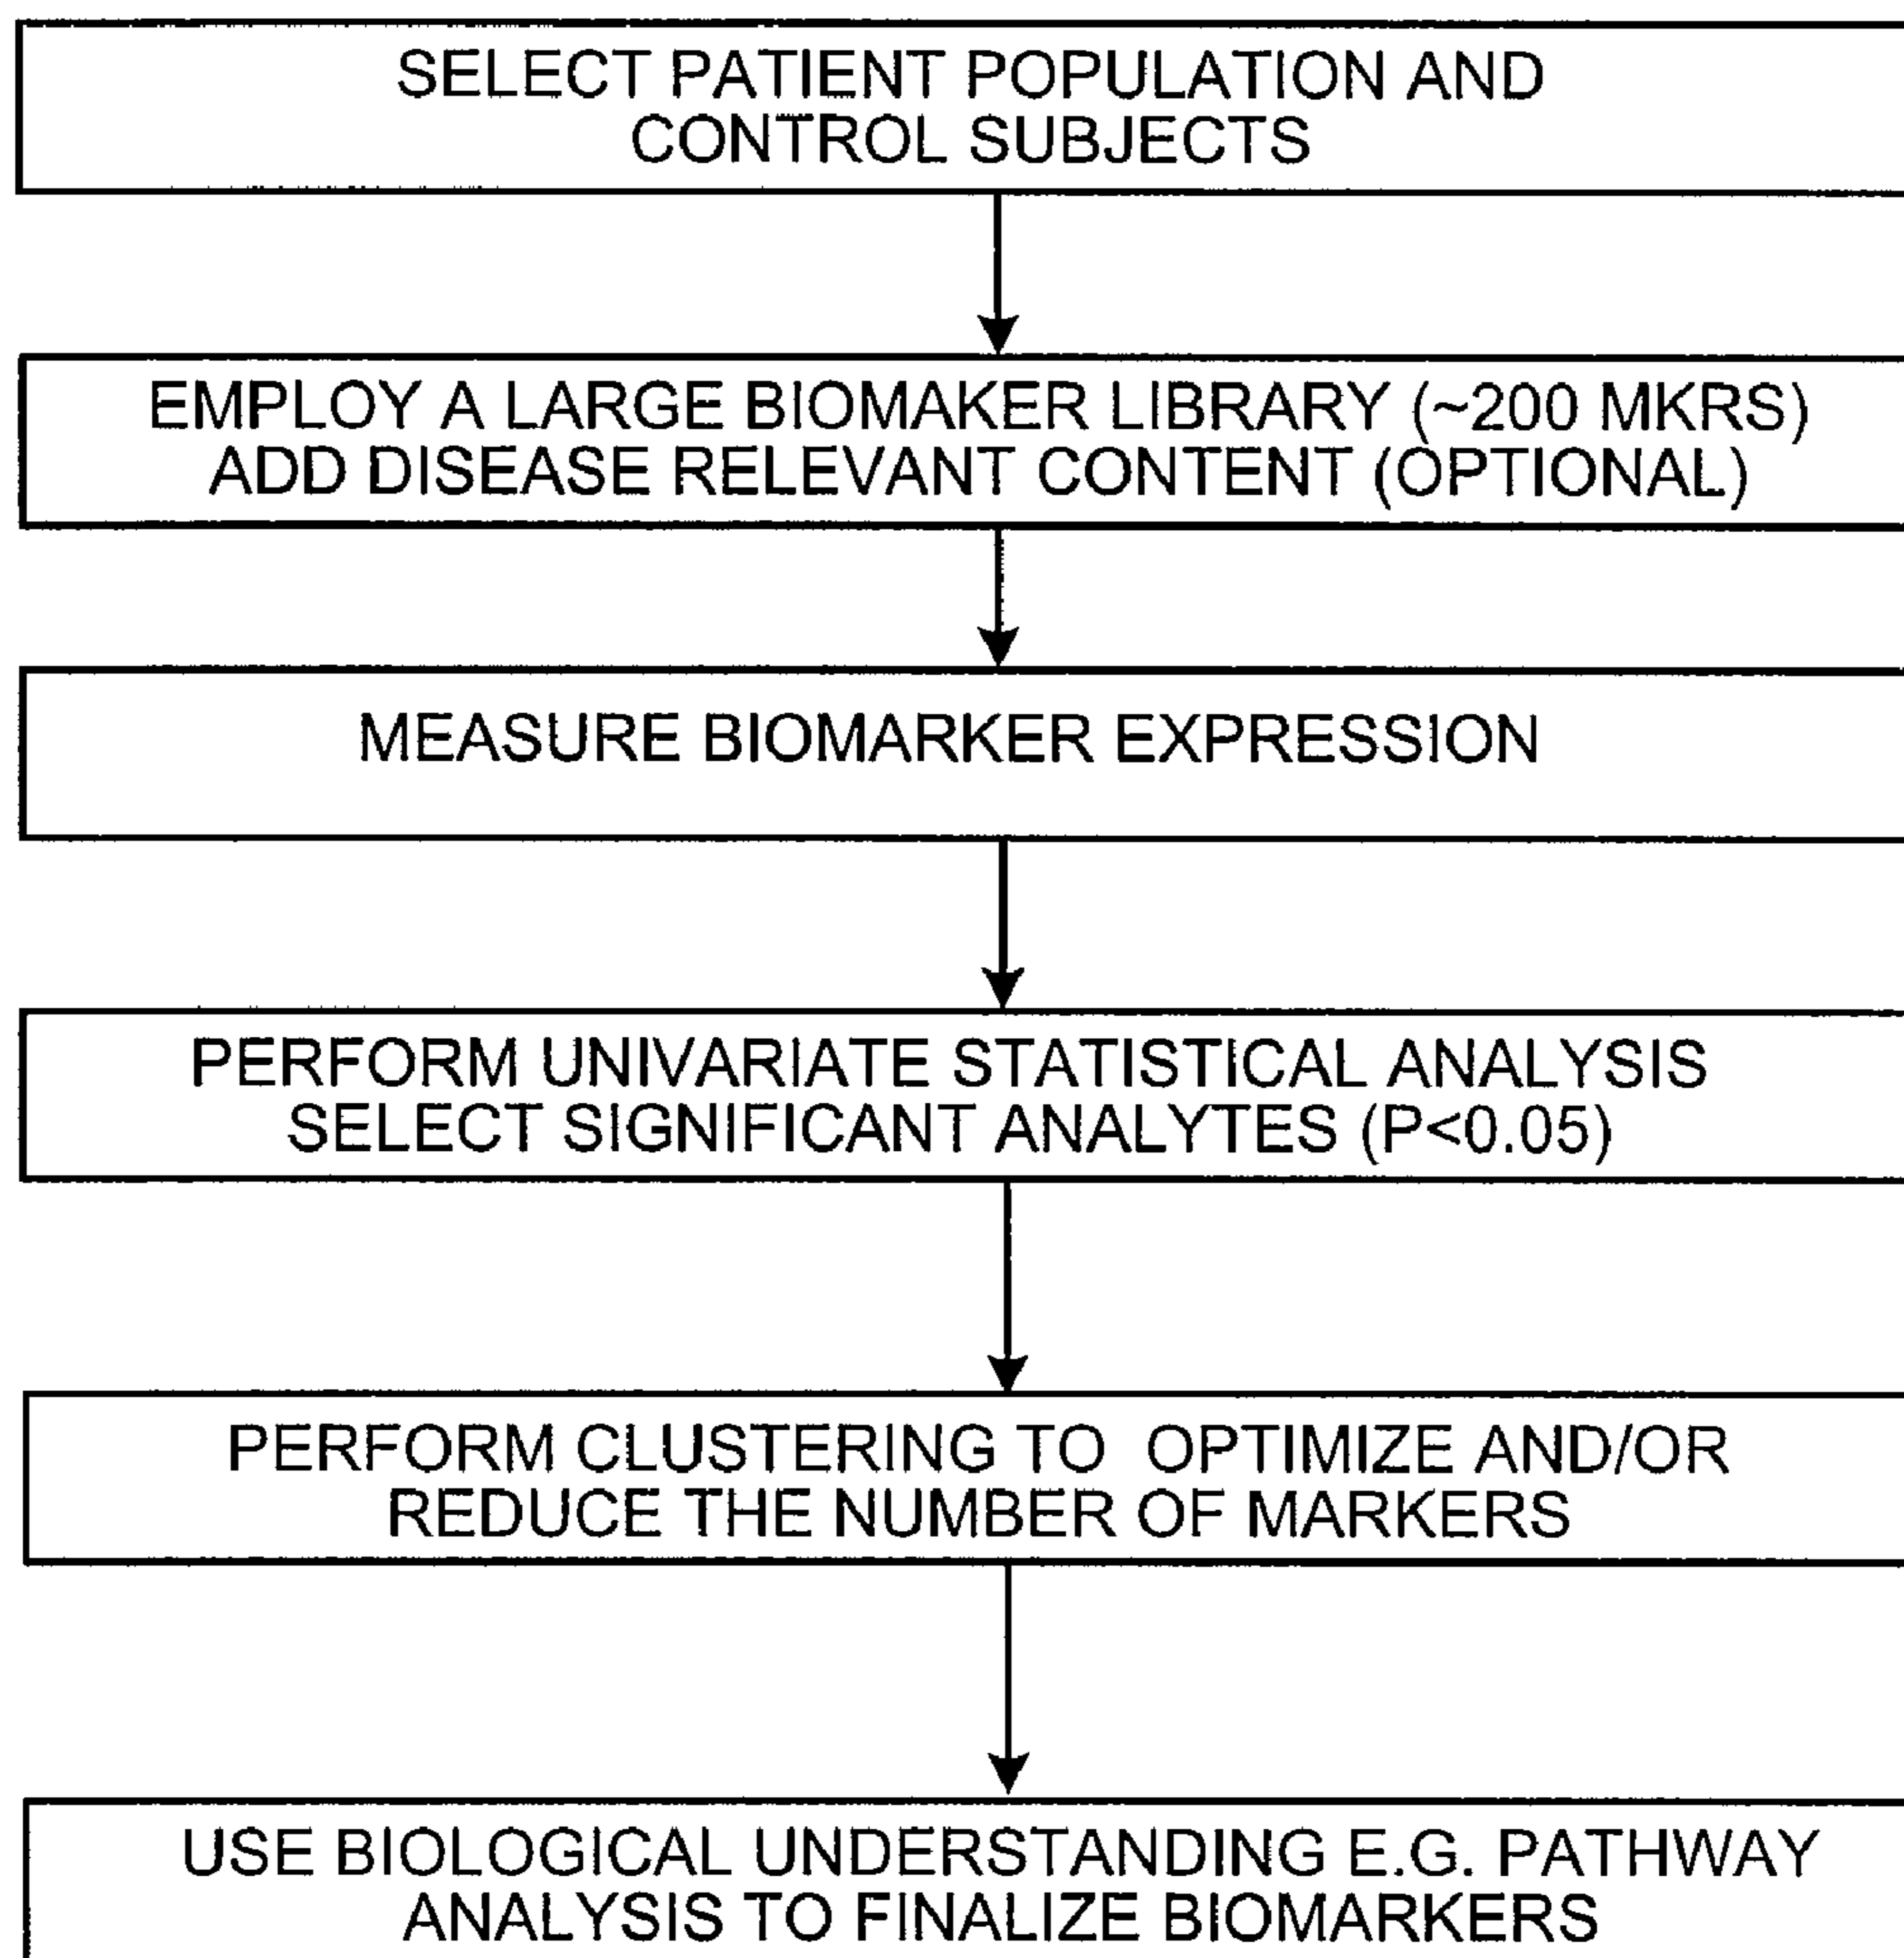 SELECT PATIENT POPULATION AND
CONTROL SUBJECTS
EMPLOY A LARGE BIOMAKER LIBRARY (~200 MKRS)
ADD DISEASE RELEVANT CONTENT (OPTIONAL)
MEASURE BIOMARKER EXPRESSION
PERFORM UNIVARIATE STATISTICAL ANALYSIS
SELECT SIGNIFICANT ANALYTES (P<0.05)
PERFORM CLUSTERING TO OPTIMIZE AND/OR
REDUCE THE NUMBER OF MARKERS
USE BIOLOGICAL UNDERSTANDING E.G. PATHWAY
ANALYSIS TO FINALIZE BIOMARKERS